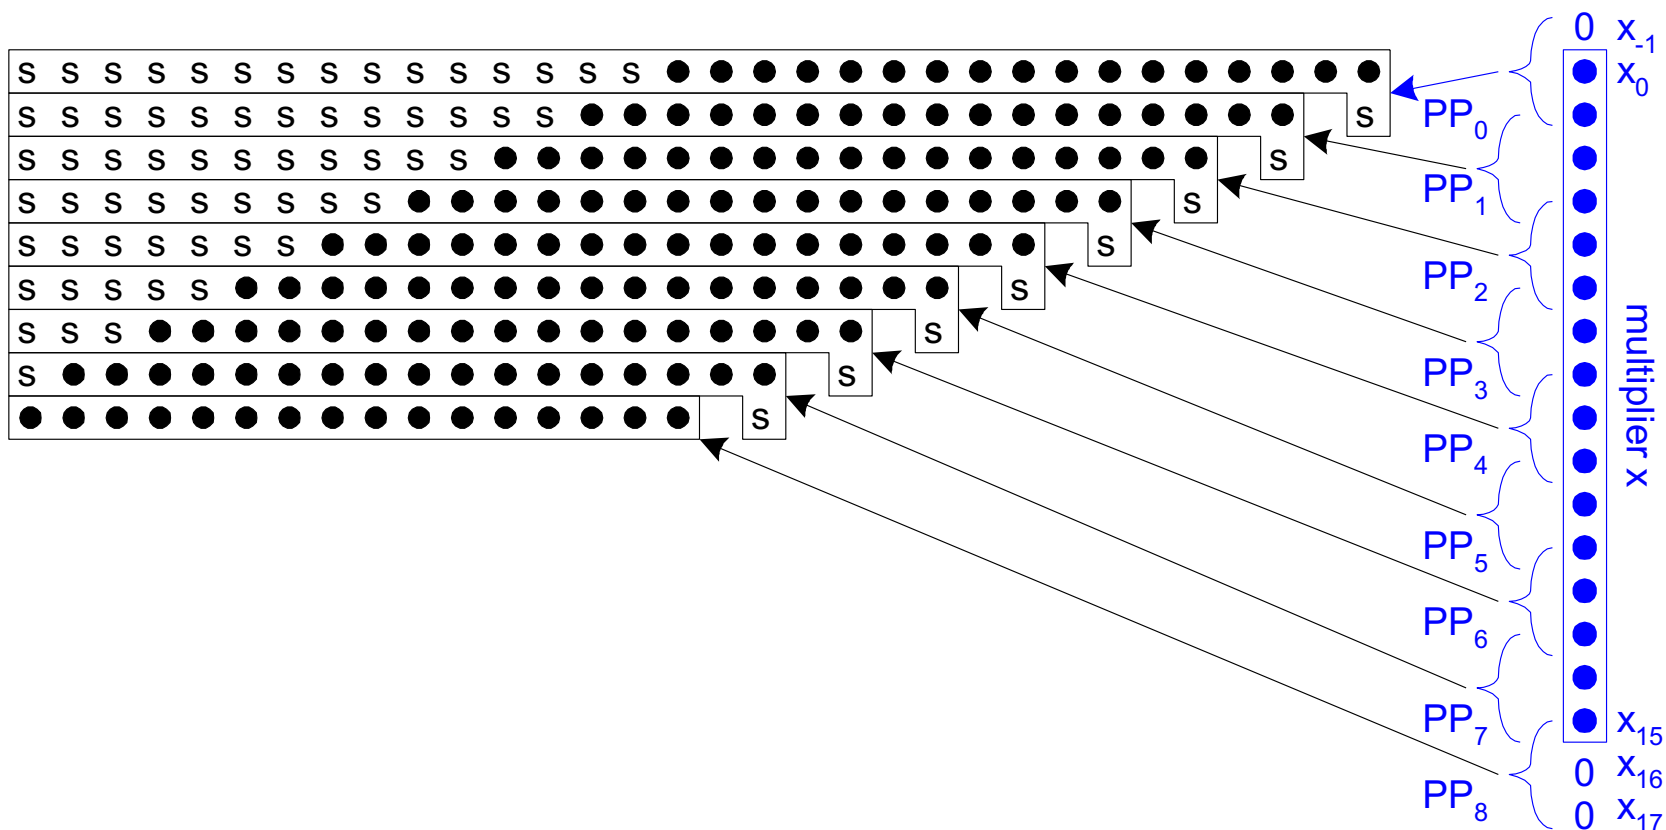 0 x-1
s s s s s s s s s s s s s s s x0
s s s s s s s s s s s s s s PP0
s s s s s s s s s s s s
s s s s s s s s s s PP1
s s s s s s s s
s s s s s s PP2
s s s s
s s PP3
s
PP4
multiplier x
PP5
PP6
PP7 x15
0 x16
PP8
0 x17